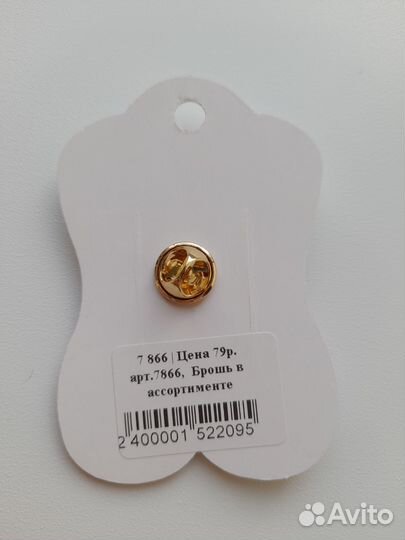 7 866 | Цена 79р.
арт.7866, Брошь в
ассортименте
2 400001 522095
Avito